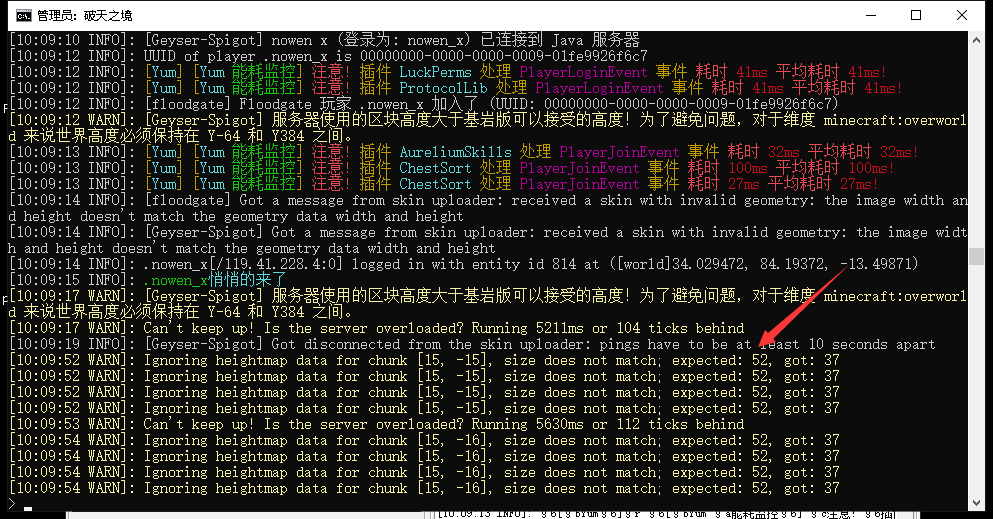 管理员: 破天之境
[10:09:10 INFO]: [Geyser-Spigot] nowen x (登录为: nowen_x) 已连接到 Java 服务器
[10:09:12 INFO]: UUID of player .nowen_x is 00000000-0000-0000-0009-01fe9926f6c7
[10:09:12 INFO]: [Yum] [Yum 能耗监控] 注意! 插件 LuckPerms 处理 PlayerLoginEvent 事件 耗时 41ms 平均耗时 41ms!
[10:09:12 INFO]: [Yum] [Yum 能耗监控] 注意! 插件 ProtocolLib 处理 PlayerLoginEvent 事件 耗时 41ms 平均耗时 41ms!
[10:09:12 INFO]: [floodgate] Floodgate 玩家 .nowen_x 加入了 (UUID: 00000000-0000-0000-0009-01fe9926f6c7)
[10:09:12 WARN]: [Geyser-Spigot] 服务器使用的区块高度大于基岩版可以接受的高度! 为了避免问题, 对于维度 minecraft:overworl
d 来说世界高度必须保持在 Y-64 和 Y384 之间。
[10:09:13 INFO]: [Yum] [Yum 能耗监控] 注意! 插件 AureliumSkills 处理 PlayerJoinEvent 事件 耗时 32ms 平均耗时 32ms!
[10:09:13 INFO]: [Yum] [Yum 能耗监控] 注意! 插件 ChestSort 处理 PlayerJoinEvent 事件 耗时 100ms 平均耗时 100ms!
[10:09:13 INFO]: [Yum] [Yum 能耗监控] 注意! 插件 ChestSort 处理 PlayerJoinEvent 事件 耗时 27ms 平均耗时 27ms!
[10:09:14 INFO]: [floodgate] Got a message from skin uploader: received a skin with invalid geometry: the image width an
d height doesn't match the geometry data width and height
[10:09:14 INFO]: [Geyser-Spigot] Got a message from skin uploader: received a skin with invalid geometry: the image widt
h and height doesn't match the geometry data width and height
[10:09:14 INFO]: .nowen_x[/119.41.228.4:0] logged in with entity id 814 at ([world]34.029472, 84.19372, -13.49871)
[10:09:15 INFO]: .nowen_x悄悄的来了
[10:09:17 WARN]: [Geyser-Spigot] 服务器使用的区块高度大于基岩版可以接受的高度! 为了避免问题, 对于维度 minecraft:overworl
d 来说世界高度必须保持在 Y-64 和 Y384 之间。
[10:09:17 WARN]: Can't keep up! Is the server overloaded? Running 5211ms or 104 ticks behind
[10:09:19 INFO]: [Geyser-Spigot] Got disconnected from the skin uploader: pings have to be at least 10 seconds apart
[10:09:52 WARN]: Ignoring heightmap data for chunk [15, -15], size does not match; expected: 52, got: 37
[10:09:52 WARN]: Ignoring heightmap data for chunk [15, -15], size does not match; expected: 52, got: 37
[10:09:52 WARN]: Ignoring heightmap data for chunk [15, -15], size does not match; expected: 52, got: 37
[10:09:52 WARN]: Ignoring heightmap data for chunk [15, -15], size does not match; expected: 52, got: 37
[10:09:53 WARN]: Can't keep up! Is the server overloaded? Running 5630ms or 112 ticks behind
[10:09:54 WARN]: Ignoring heightmap data for chunk [15, -16], size does not match; expected: 52, got: 37
[10:09:54 WARN]: Ignoring heightmap data for chunk [15, -16], size does not match; expected: 52, got: 37
[10:09:54 WARN]: Ignoring heightmap data for chunk [15, -16], size does not match; expected: 52, got: 37
[10:09:54 WARN]: Ignoring heightmap data for chunk [15, -16], size does not match; expected: 52, got: 37
>